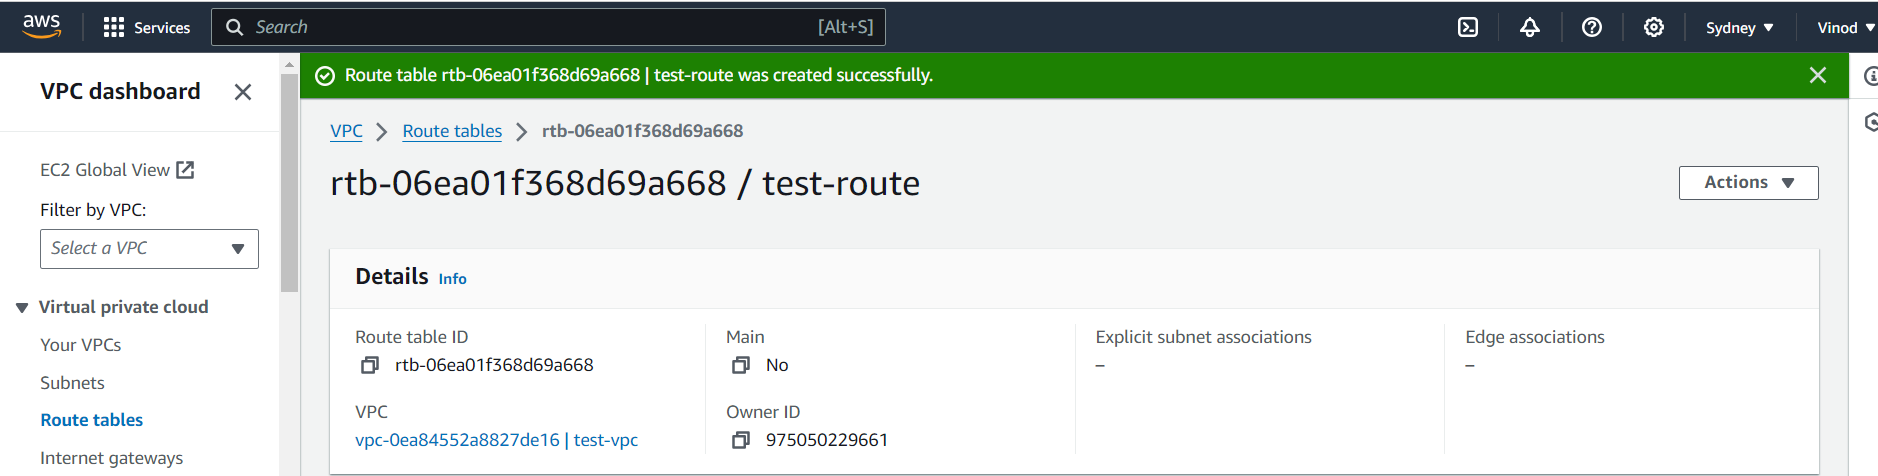 aws Services Search [Alt+S] Sydney Vinod
VPC dashboard
EC2 Global View
Filter by VPC:
Select a VPC
Virtual private cloud
Your VPCs
Subnets
Route tables
Internet gateways
Route table rtb-06ea01f368d69a668 | test-route was created successfully.
VPC Route tables rtb-06ea01f368d69a668
rtb-06ea01f368d69a668 / test-route
Actions
Details Info
Route table ID
rtb-06ea01f368d69a668
Main
No
Explicit subnet associations
–
Edge associations
–
VPC
vpc-0ea84552a8827de16 | test-vpc
Owner ID
975050229661